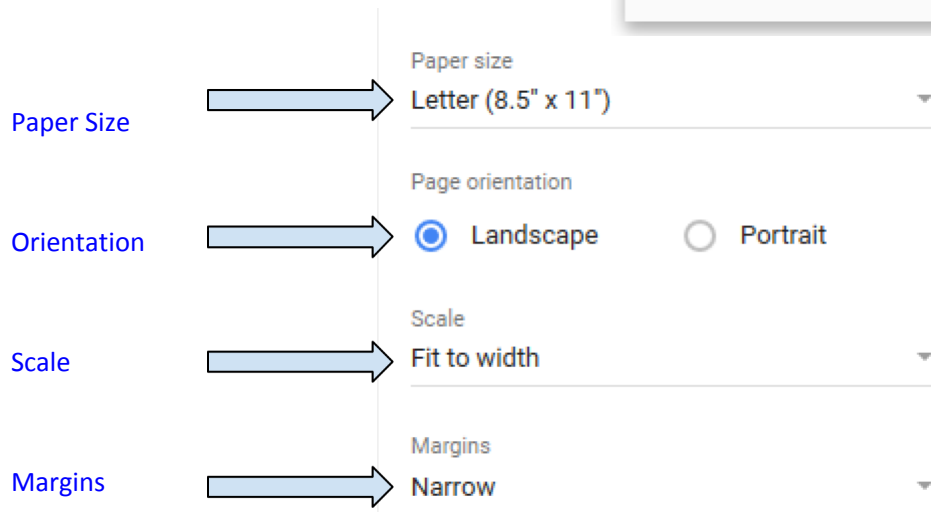 Paper size
Letter (8.5" x 11")
Paper Size
Page orientation
Orientation
Landscape
Portrait
Scale
Scale
Fit to width
Margins
Margins
Narrow